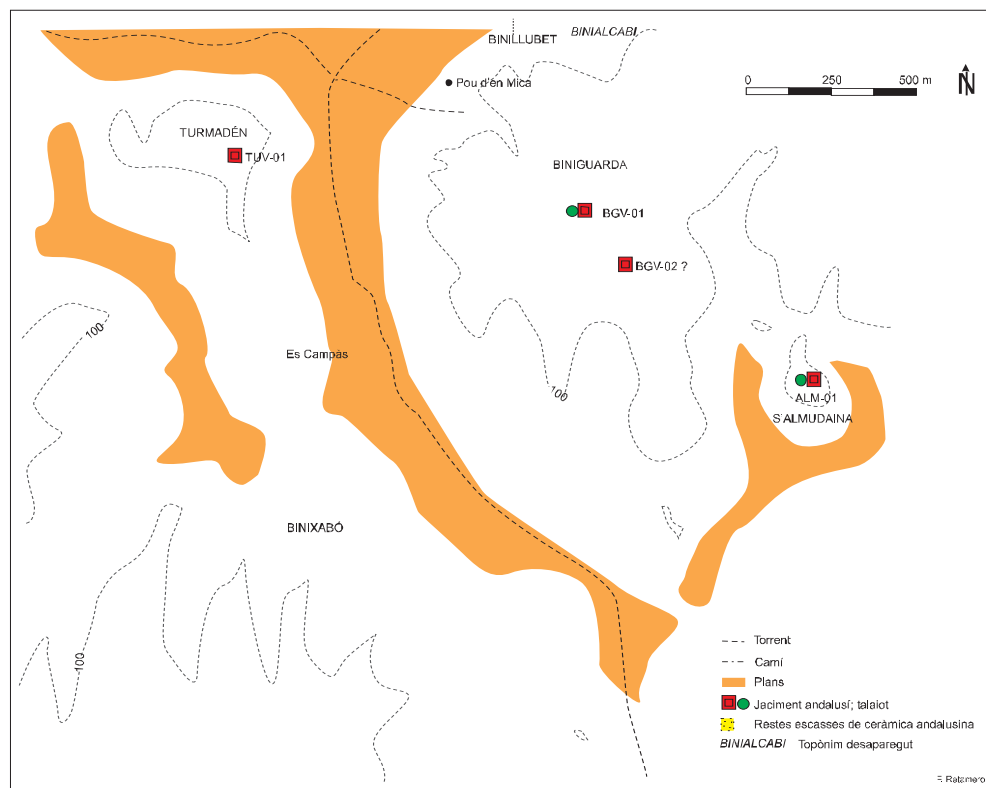 BINILLUBET
BINIALCABI
Pou d'en Mica
0 250 500 m
N
TURMADÉN
TUV-01
BINIGUARDA
BGV-01
BGV-02 ?
100
Es Campàs
100
ALM-01
S'ALMUDAINA
BINIXABÓ
100
Torrent
Camí
Plans
Jaciment andalusí; talaiot
Restes escasses de ceràmica andalusina
BINIALCABI Topònim desaparegut
F. Retamero